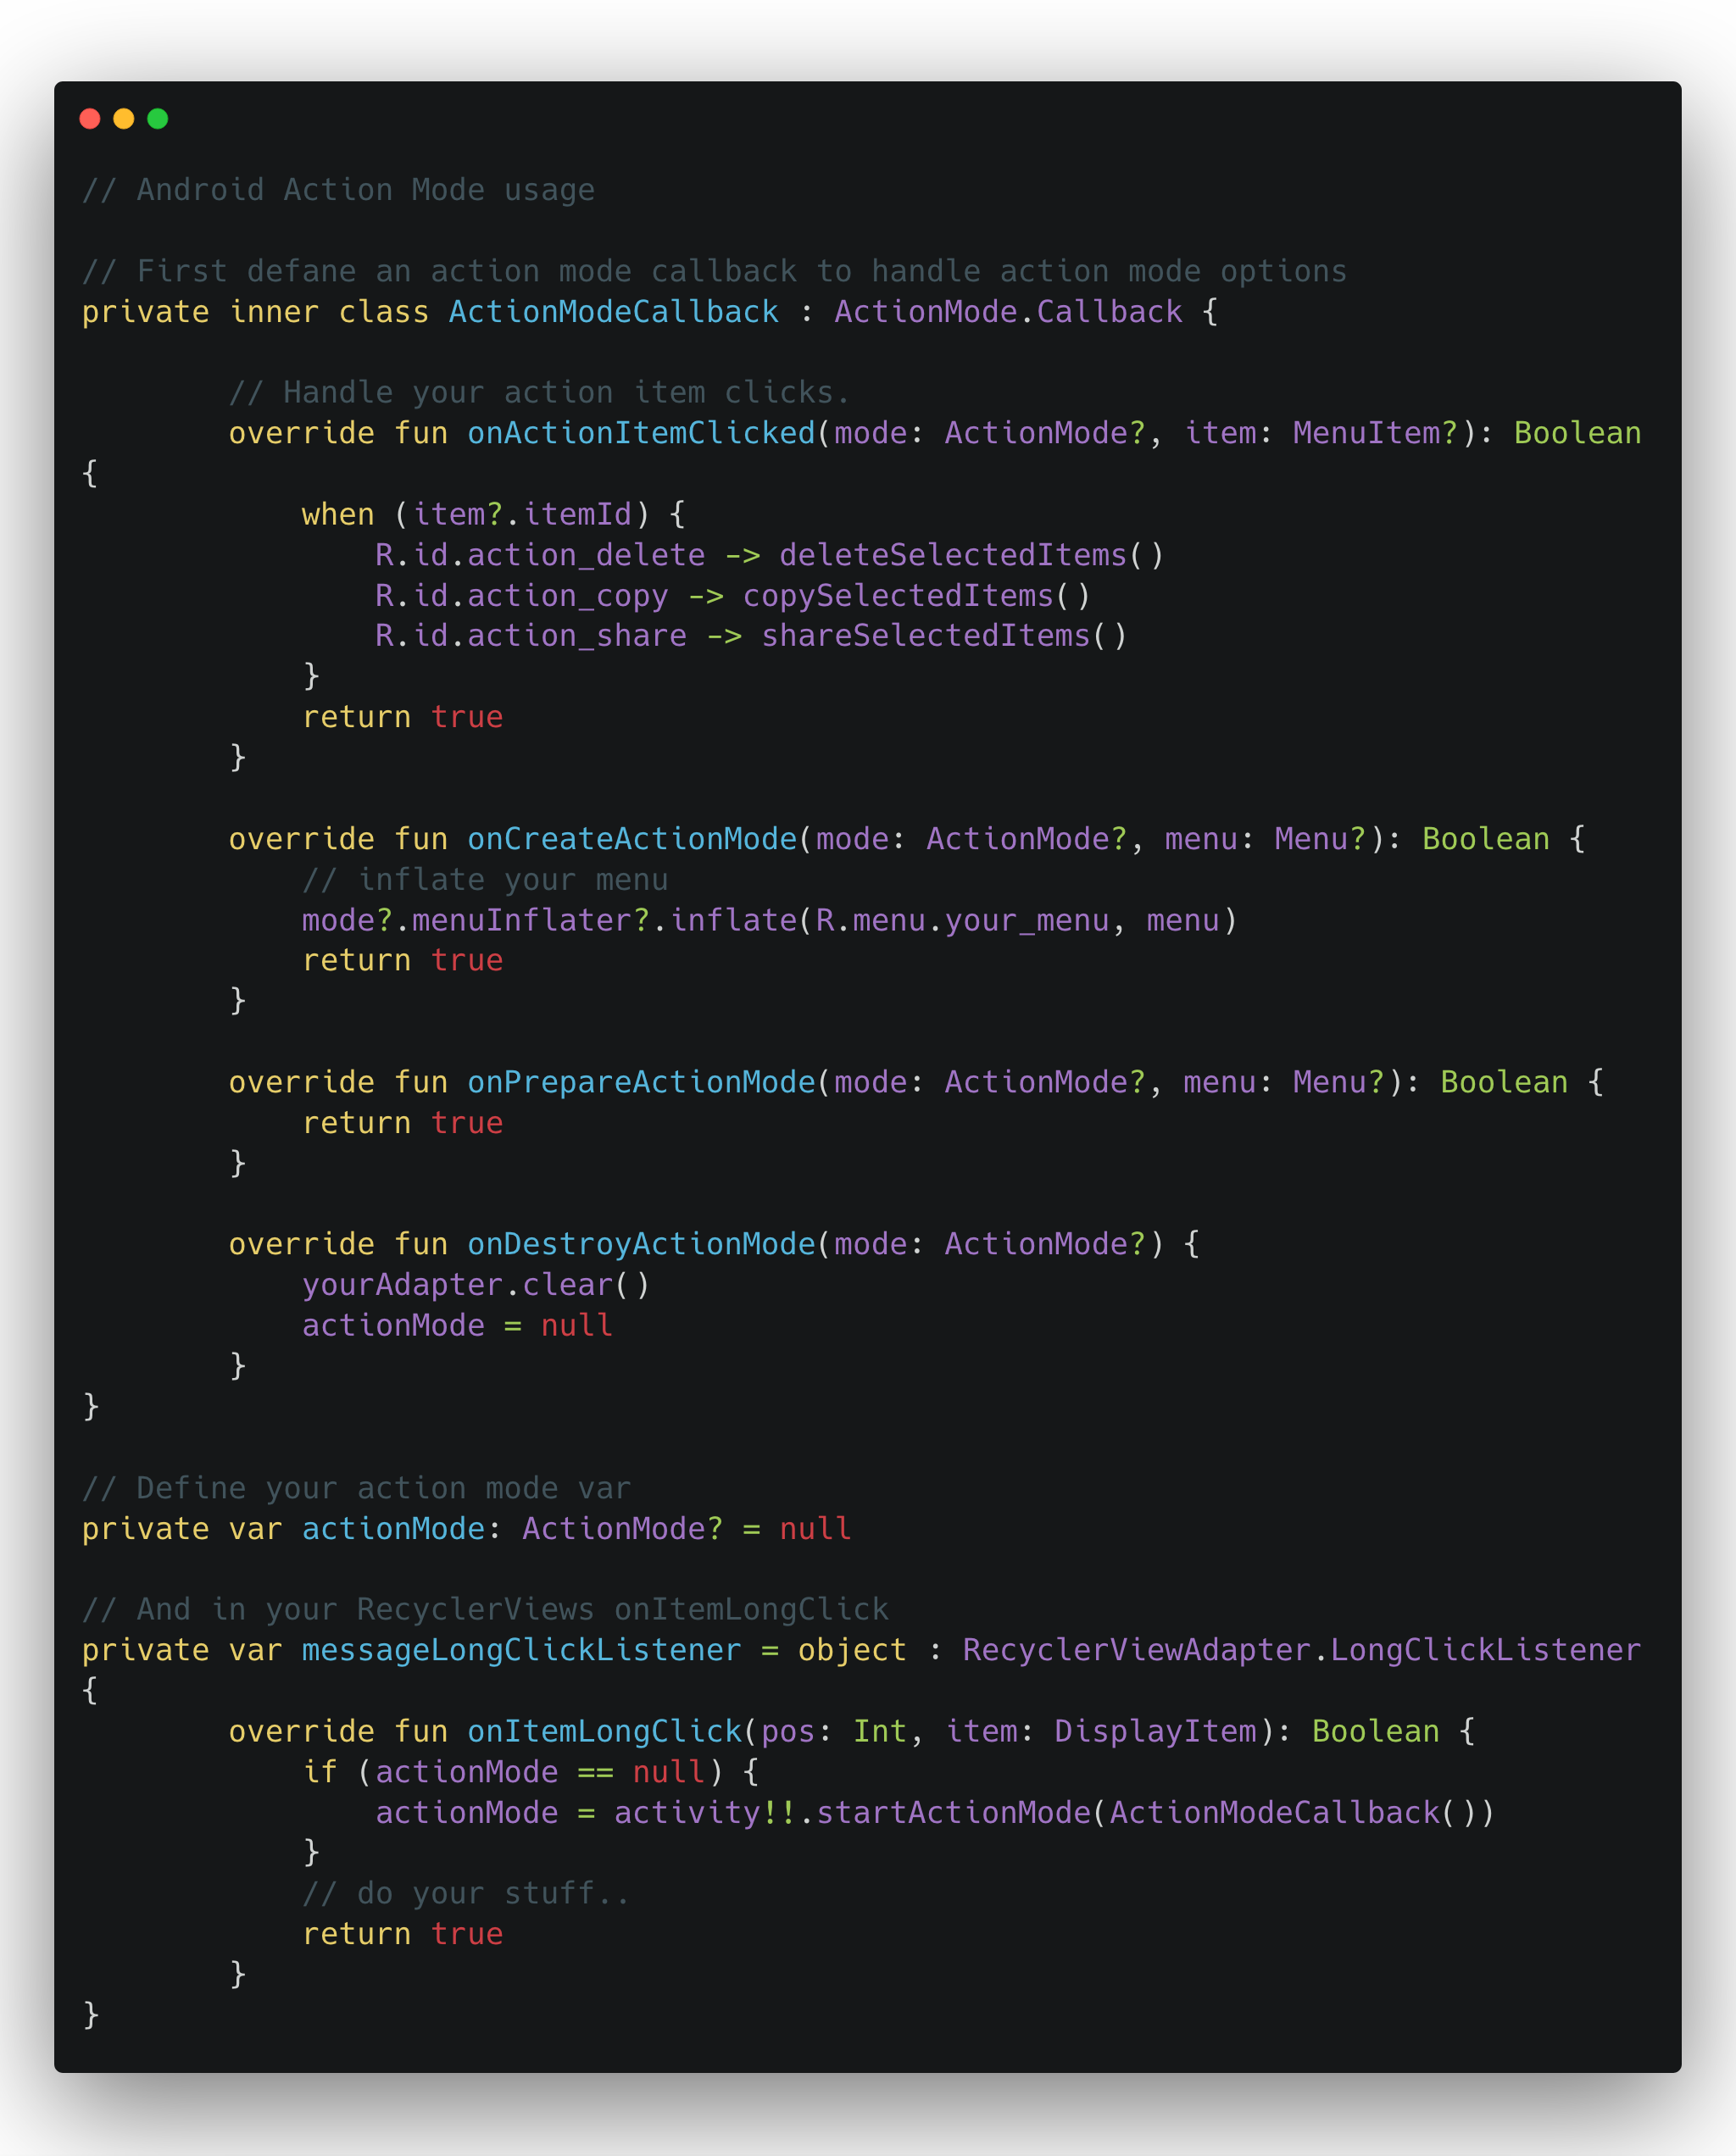 // Android Action Mode usage

// First defane an action mode callback to handle action mode options
private inner class ActionModeCallback : ActionMode.Callback {

        // Handle your action item clicks.
        override fun onActionItemClicked(mode: ActionMode?, item: MenuItem?): Boolean
{
            when (item?.itemId) {
                R.id.action_delete -> deleteSelectedItems()
                R.id.action_copy -> copySelectedItems()
                R.id.action_share -> shareSelectedItems()
            }
            return true
        }

        override fun onCreateActionMode(mode: ActionMode?, menu: Menu?): Boolean {
            // inflate your menu
            mode?.menuInflater?.inflate(R.menu.your_menu, menu)
            return true
        }

        override fun onPrepareActionMode(mode: ActionMode?, menu: Menu?): Boolean {
            return true
        }

        override fun onDestroyActionMode(mode: ActionMode?) {
            yourAdapter.clear()
            actionMode = null
        }
}

// Define your action mode var
private var actionMode: ActionMode? = null

// And in your RecyclerViews onItemLongClick
private var messageLongClickListener = object : RecyclerViewAdapter.LongClickListener
{
        override fun onItemLongClick(pos: Int, item: DisplayItem): Boolean {
            if (actionMode == null) {
                actionMode = activity!!.startActionMode(ActionModeCallback())
            }
            // do your stuff..
            return true
        }
}